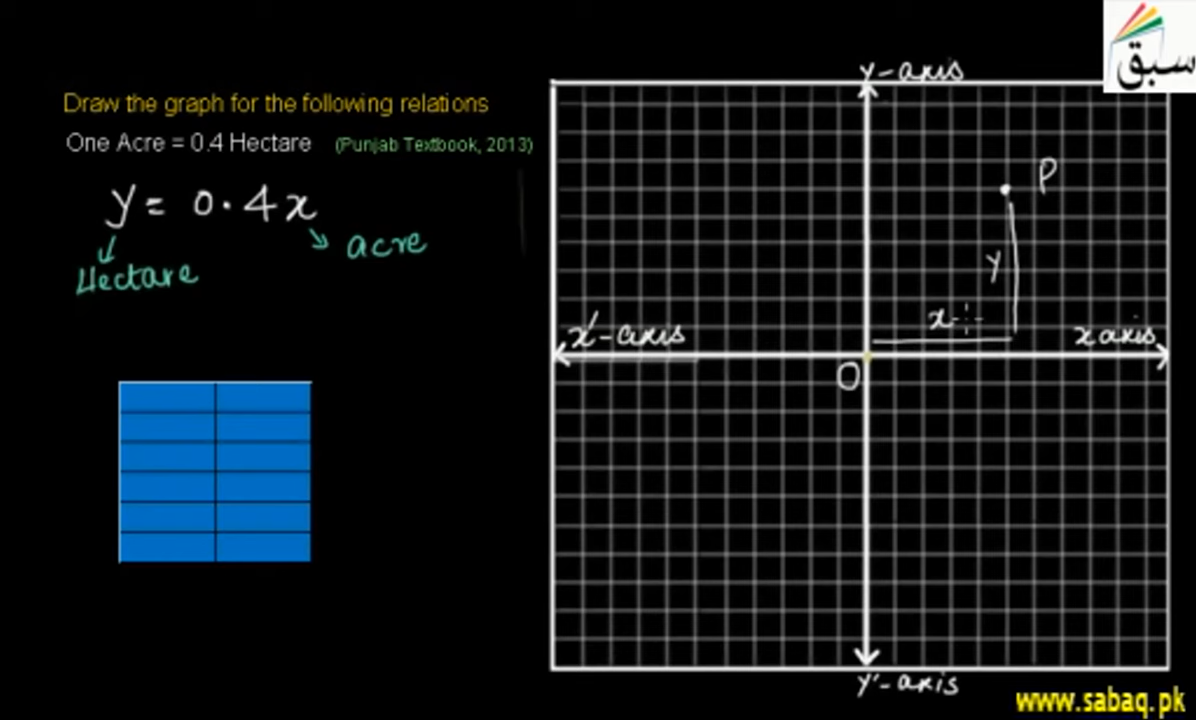 سبق
y-axis
Draw the graph for the following relations
One Acre = 0.4 Hectare (Punjab Textbook, 2013)
y = 0.4x
acre
Hectare
P
y
x
x'-axis
x axis
O
y'-axis
www.sabaq.pk